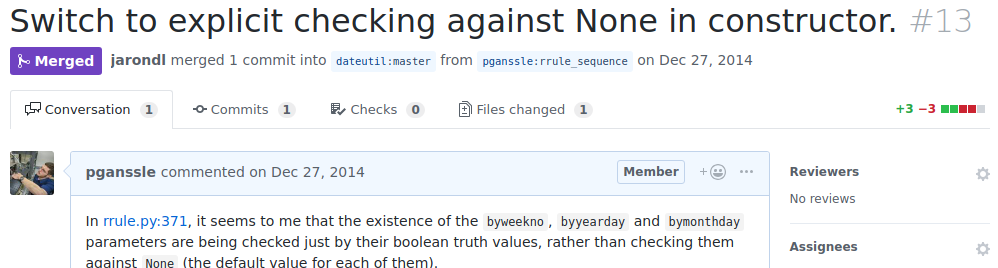 Switch to explicit checking against None in constructor. #13
Merged jarondl merged 1 commit into dateutil:master from pganssle:rrule_sequence on Dec 27, 2014
Conversation 1 Commits 1 Checks 0 Files changed 1 +3 −3
pganssle commented on Dec 27, 2014 Member
Reviewers
No reviews
In rrule.py:371, it seems to me that the existence of the byweekno, byyearday and bymonthday
parameters are being checked just by their boolean truth values, rather than checking them
against None (the default value for each of them).
Assignees